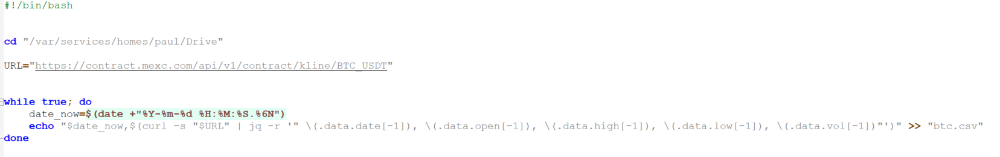 #!/bin/bash
cd "/var/services/homes/paul/Drive"
URL="https://contract.mexc.com/api/v1/contract/kline/BTC_USDT"
while true; do
    date_now=$(date +"%Y-%m-%d %H:%M:%S.%6N")
    echo "$date_now,$(curl -s "$URL" | jq -r '" \(.data.date[-1]), \(.data.open[-1]), \(.data.high[-1]), \(.data.low[-1]), \(.data.vol[-1])"')" >> "btc.csv"
done